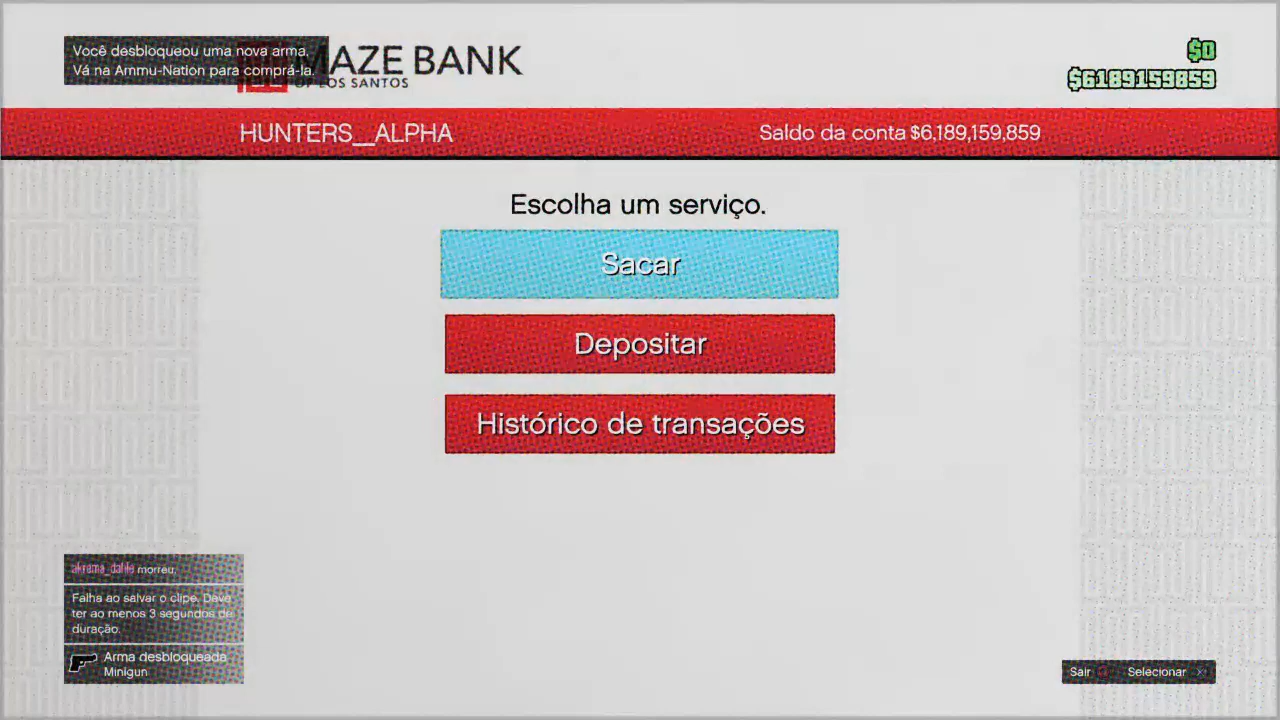 Você desbloqueou uma nova arma.
Vá na Ammu-Nation para comprá-la.
MAZE BANK
OF LOS SANTOS
$0
$6189159859
HUNTERS__ALPHA
Saldo da conta $6,189,159,859
Escolha um serviço.
Sacar
Depositar
Histórico de transações
morreu.
Falha ao salvar o clipe. Deve
ter ao menos 3 segundos de
duração.
Arma desbloqueada
Minigun
Sair
Selecionar